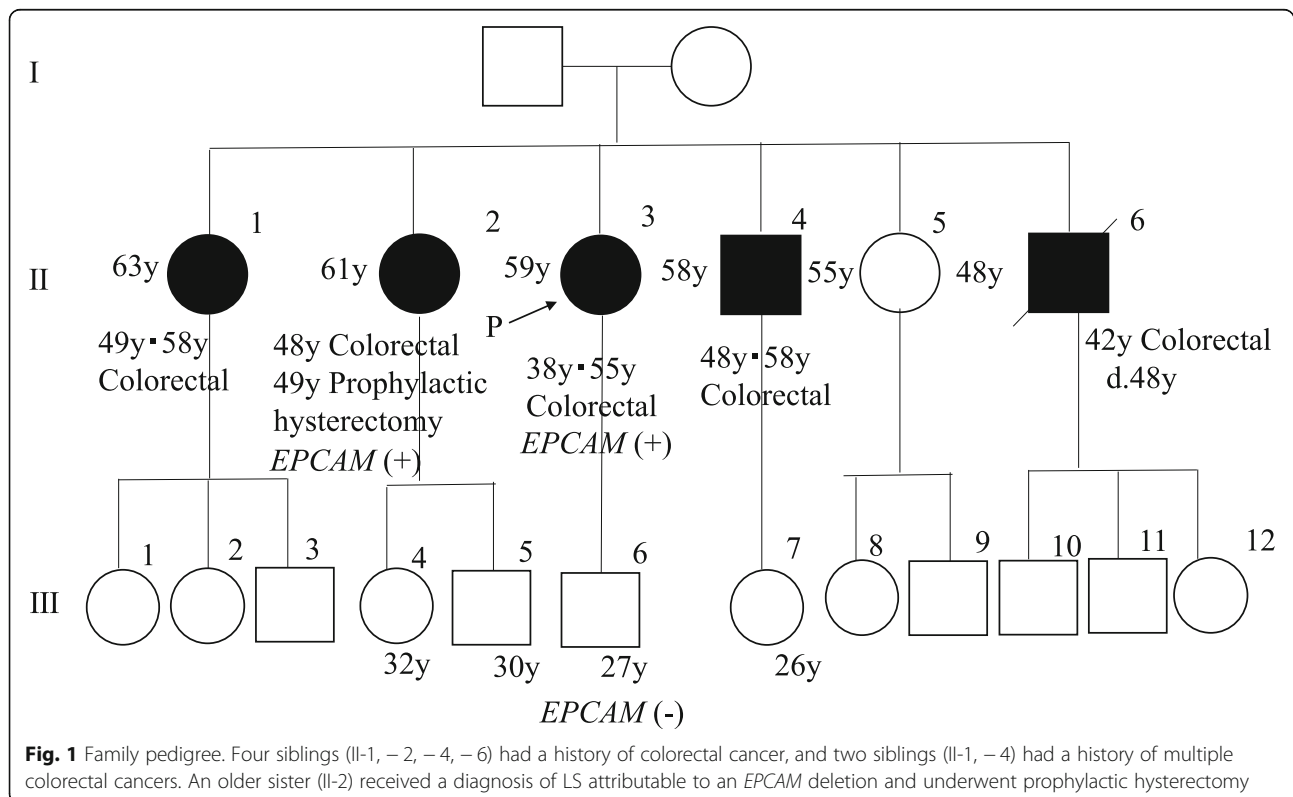 I
1
2
3
4
5
6
II
63y
61y
59y
58y
55y
48y
P
49y・58y
Colorectal
48y Colorectal
49y Prophylactic
hysterectomy
EPCAM (+)
38y・55y
Colorectal
EPCAM (+)
48y・58y
Colorectal
42y Colorectal
d.48y
III
1
2
3
4
5
6
7
8
9
10
11
12
32y
30y
27y
26y
EPCAM (-)
Fig. 1 Family pedigree. Four siblings (II-1, − 2, − 4, − 6) had a history of colorectal cancer, and two siblings (II-1, − 4) had a history of multiple
colorectal cancers. An older sister (II-2) received a diagnosis of LS attributable to an EPCAM deletion and underwent prophylactic hysterectomy